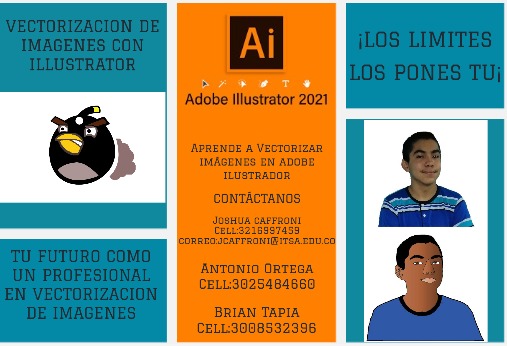 VECTORIZACION DE
IMAGENES CON
ILLUSTRATOR
TU FUTURO COMO
UN PROFESIONAL
EN VECTORIZACION
DE IMAGENES
Ai
T
Adobe Illustrator 2021
APRENDE A VECTORIZAR
IMÁGENES EN ADOBE
ILUSTRADOR
CONTÁCTANOS
JOSHUA CAFFRONI
CELL:3216997459
CORREO:JCAFFRONI@ITSA.EDU.CO
ANTONIO ORTEGA
CELL:3025484660
BRIAN TAPIA
CELL:3008532396
¡LOS LIMITES
LOS PONES TU¡